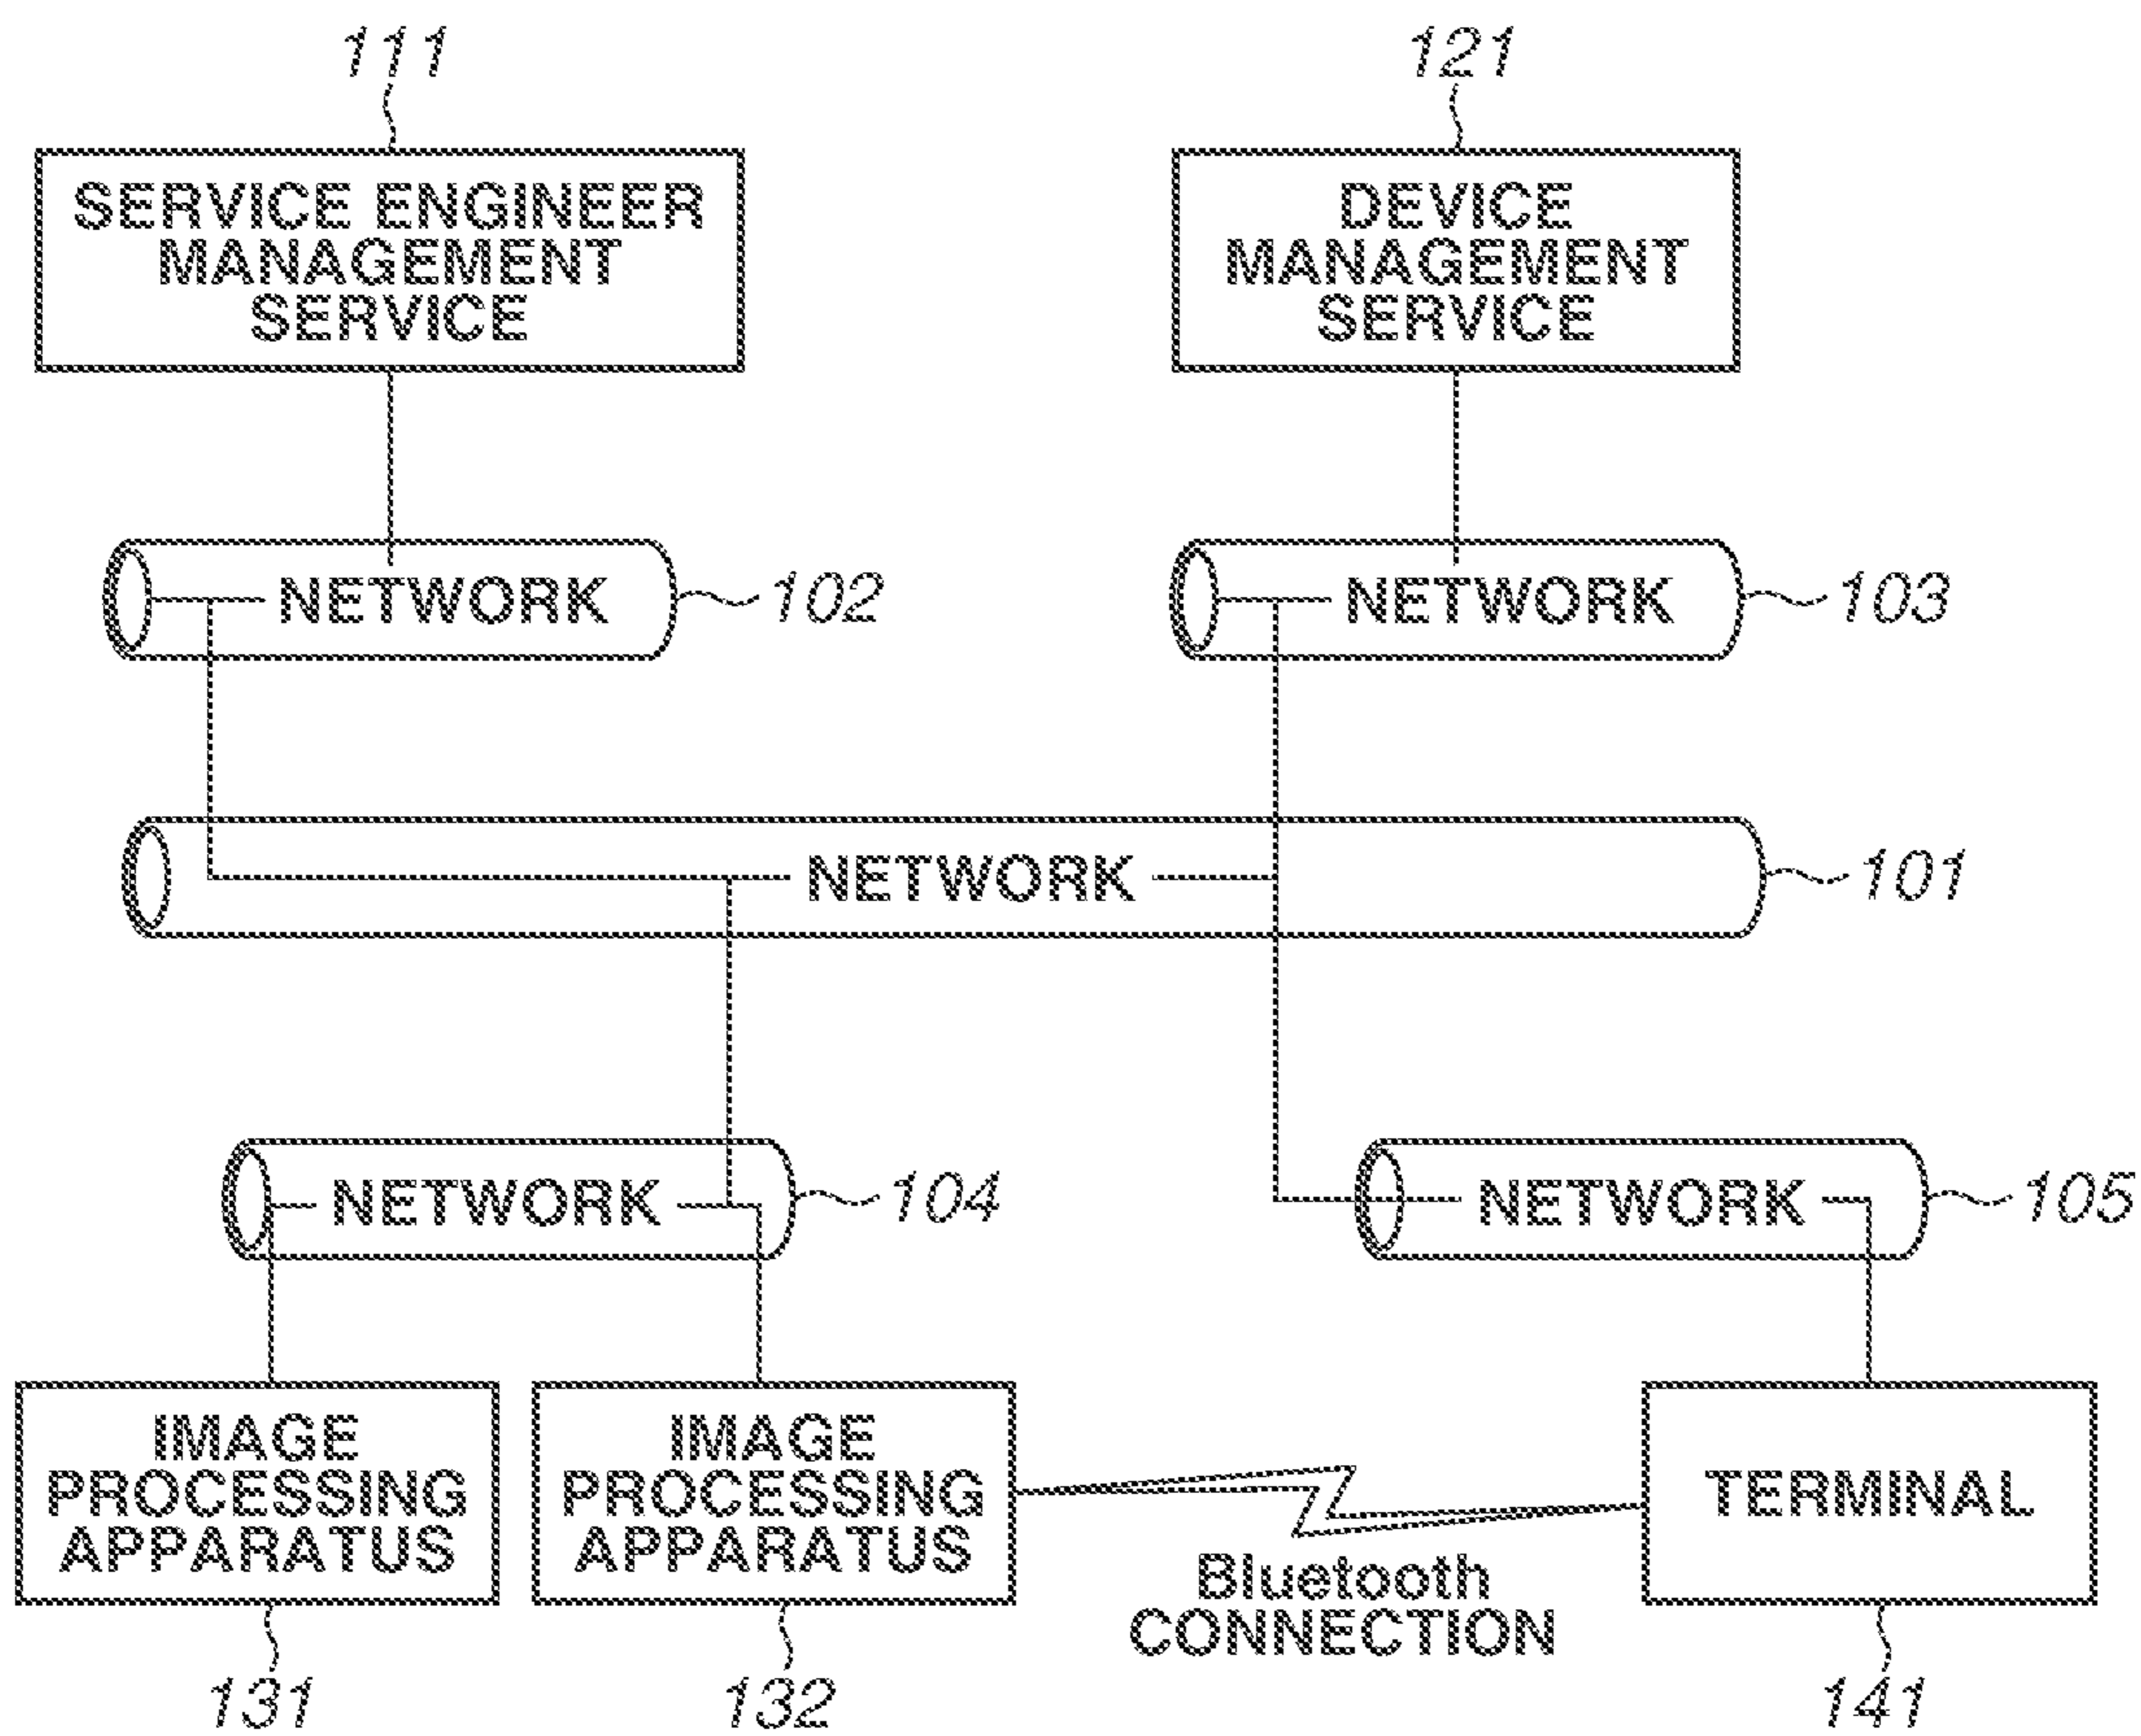 111
121
SERVICE ENGINEER
MANAGEMENT
SERVICE
DEVICE
MANAGEMENT
SERVICE
NETWORK
102
NETWORK
103
NETWORK
101
NETWORK
104
NETWORK
105
IMAGE
PROCESSING
APPARATUS
IMAGE
PROCESSING
APPARATUS
TERMINAL
Bluetooth
CONNECTION
131
132
141